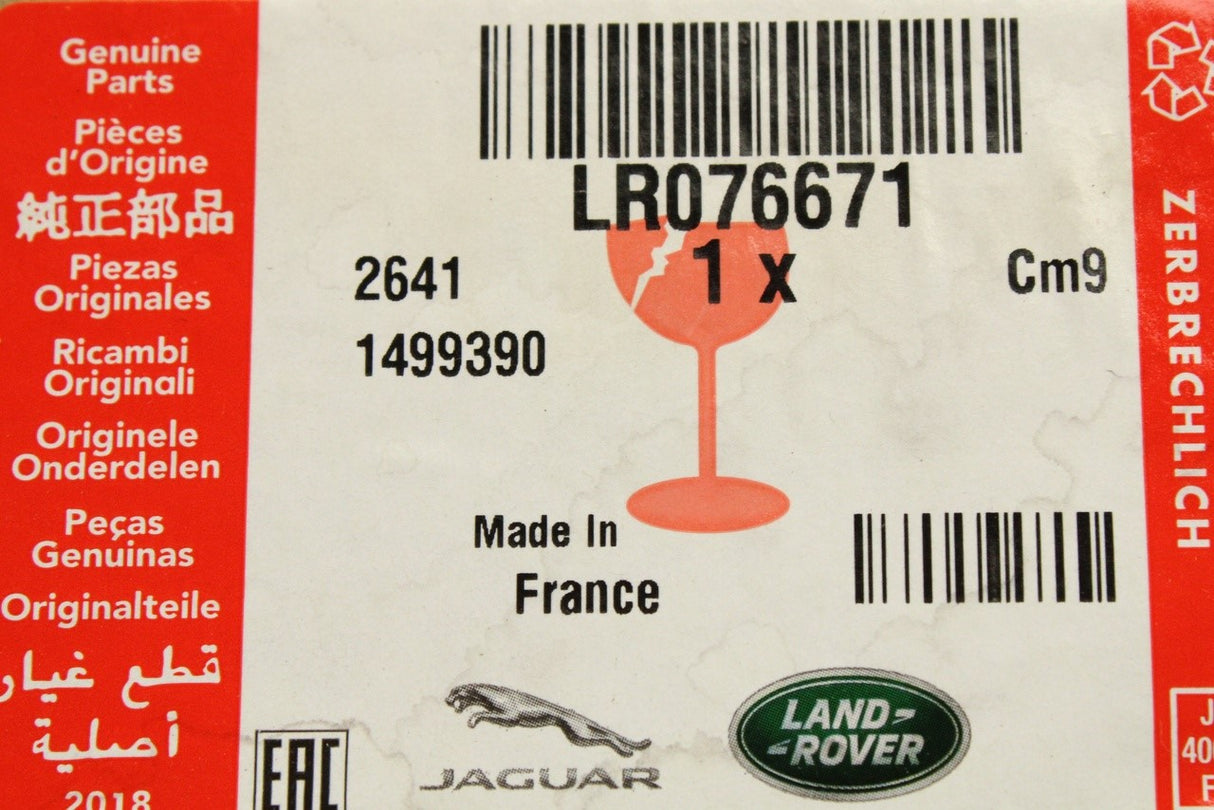 Genuine
Parts
Pièces
d'Origine
純正部品
Piezas
Originales
Ricambi
Originali
Originele
Onderdelen
Peças
Genuinas
Originalteile
قطع غيار
أصلية
2018
LR076671
1 x
2641
Cm9
1499390
Made In
France
EAC
JAGUAR
LAND-
-ROVER
ZERBRECHLICH